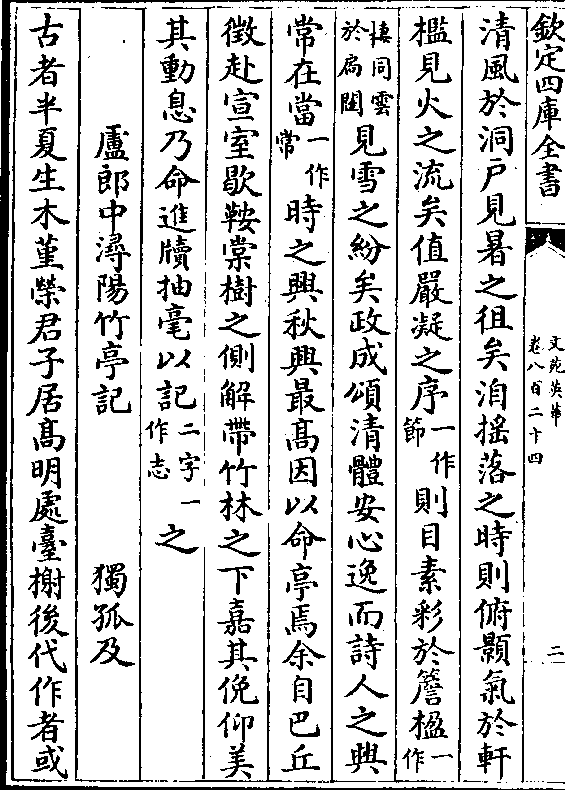 欽定四庫全書
文苑英華
卷八百二十四
二
清風於洞戶見暑之徂矣洎摇落之時則俯顥氣於軒
檻見火之流矣值嚴凝之序一作節則目素彩於簷楹一作
棲同雲於扃閨見雪之紛矣政成頌清體安心逸而詩人之興
常在當一作常時之興秋興最髙因以命亭焉余自巴丘
徴赴宣室歇鞍棠樹之側解帶竹林之下嘉其俛仰美
其動息乃命進牘抽毫以記二字一作志之
盧郎中潯陽竹亭記
獨孤及
古者半夏生木菫榮君子居髙明處臺榭後代作者或